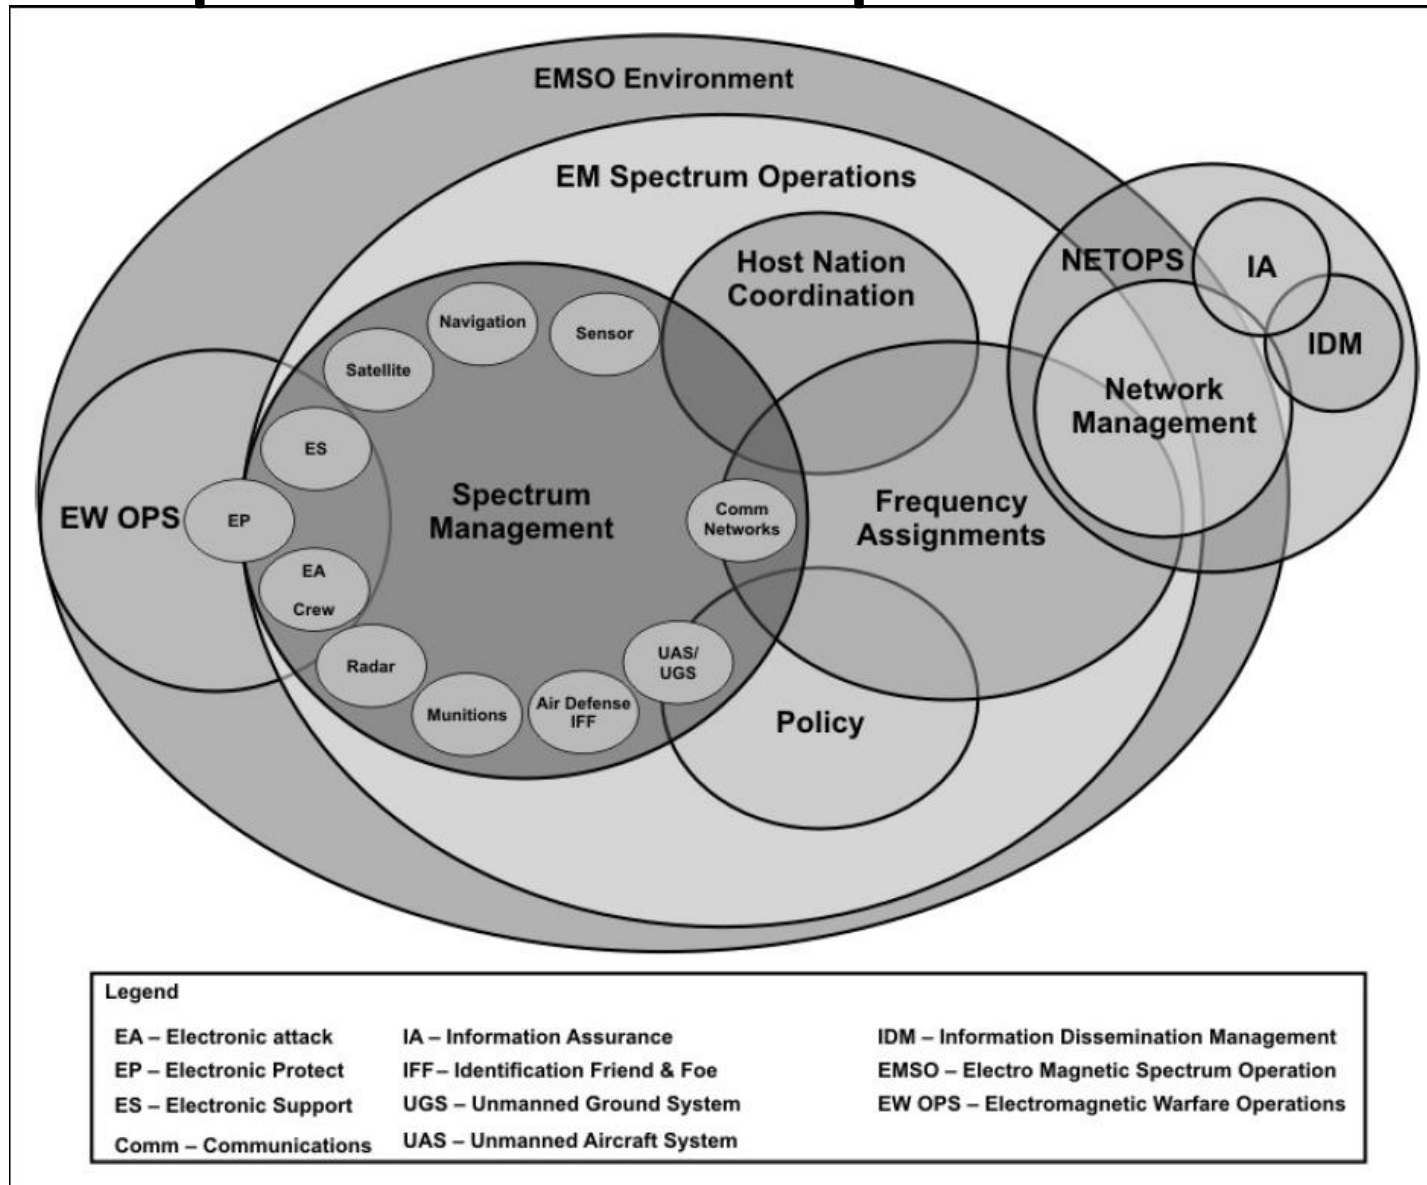 EMSO Environment
EM Spectrum Operations
Host Nation
Coordination
NETOPS
IA
IDM
Network
Management
Navigation
Sensor
Satellite
ES
EW OPS
EP
Spectrum
Management
Comm
Networks
Frequency
Assignments
EA
Crew
Radar
UAS/
UGS
Munitions
Air Defense
IFF
Policy
Legend
EA – Electronic attack
EP – Electronic Protect
ES – Electronic Support
Comm – Communications
IA – Information Assurance
IFF– Identification Friend & Foe
UGS – Unmanned Ground System
UAS – Unmanned Aircraft System
IDM – Information Dissemination Management
EMSO – Electro Magnetic Spectrum Operation
EW OPS – Electromagnetic Warfare Operations